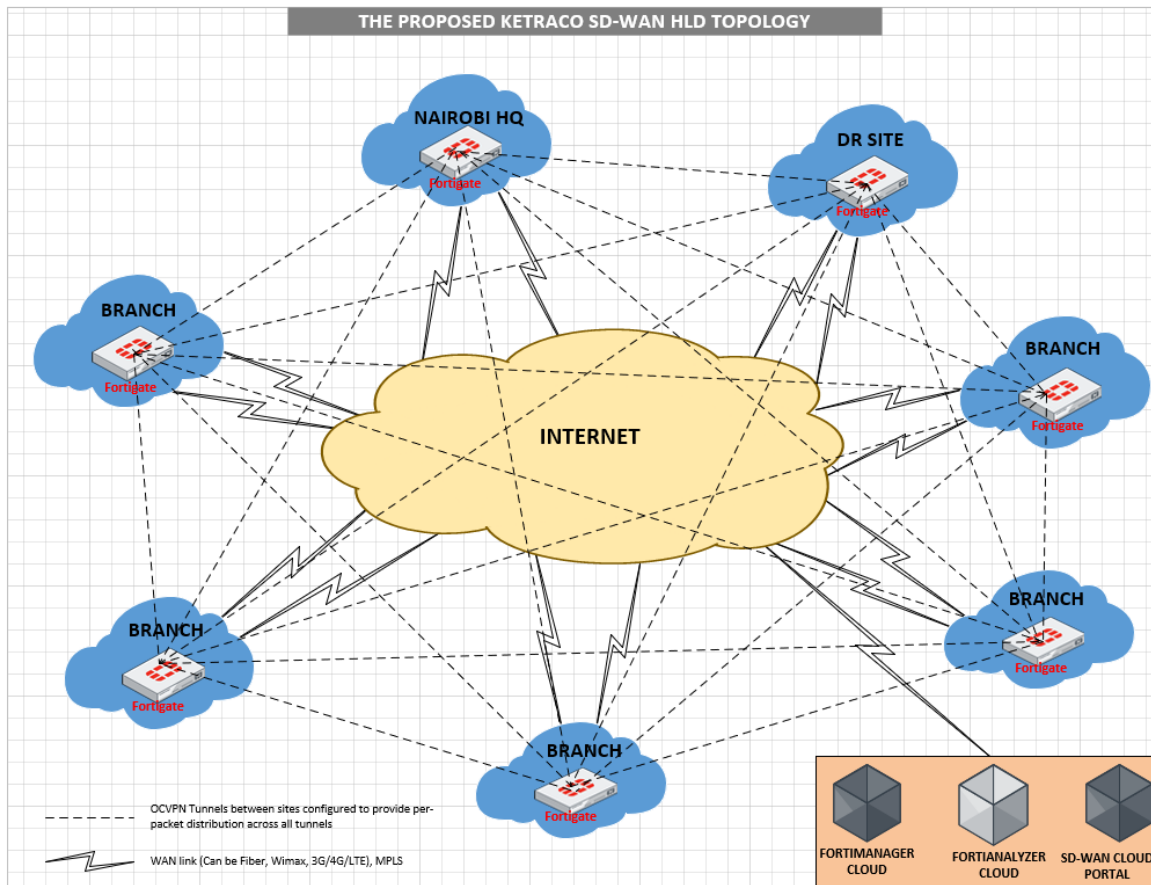 THE PROPOSED KETRACO SD-WAN HLD TOPOLOGY
NAIROBI HQ
Fortigate
DR SITE
Fortigate
BRANCH
Fortigate
BRANCH
Fortigate
INTERNET
BRANCH
Fortigate
BRANCH
Fortigate
BRANCH
Fortigate
OCVPN Tunnels between sites configured to provide per-
packet distribution across all tunnels
WAN link (Can be Fiber, Wimax, 3G/4G/LTE), MPLS
FORTIMANAGER
CLOUD
FORTIANALYZER
CLOUD
SD-WAN CLOUD
PORTAL